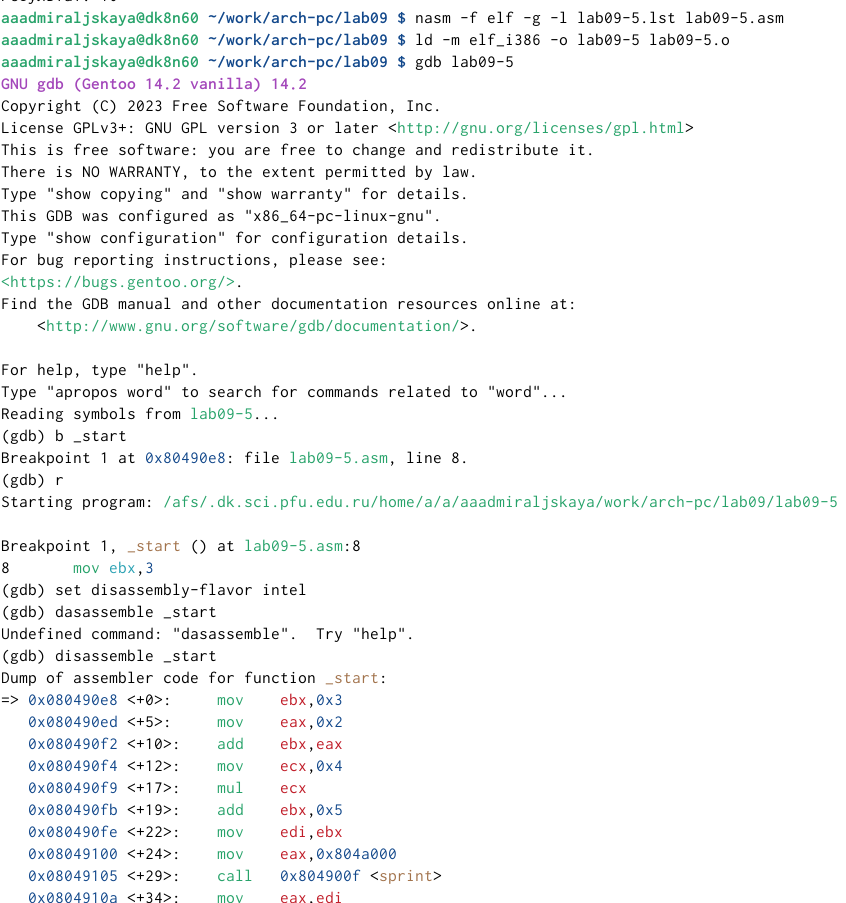 aaadmiraljskaya@dk8n60 ~/work/arch-pc/lab09 $ nasm -f elf -g -l lab09-5.lst lab09-5.asm
aaadmiraljskaya@dk8n60 ~/work/arch-pc/lab09 $ ld -m elf_i386 -o lab09-5 lab09-5.o
aaadmiraljskaya@dk8n60 ~/work/arch-pc/lab09 $ gdb lab09-5
GNU gdb (Gentoo 14.2 vanilla) 14.2
Copyright (C) 2023 Free Software Foundation, Inc.
License GPLv3+: GNU GPL version 3 or later <http://gnu.org/licenses/gpl.html>
This is free software: you are free to change and redistribute it.
There is NO WARRANTY, to the extent permitted by law.
Type "show copying" and "show warranty" for details.
This GDB was configured as "x86_64-pc-linux-gnu".
Type "show configuration" for configuration details.
For bug reporting instructions, please see:
<https://bugs.gentoo.org/>.
Find the GDB manual and other documentation resources online at:
    <http://www.gnu.org/software/gdb/documentation/>.

For help, type "help".
Type "apropos word" to search for commands related to "word"...
Reading symbols from lab09-5...
(gdb) b _start
Breakpoint 1 at 0x80490e8: file lab09-5.asm, line 8.
(gdb) r
Starting program: /afs/.dk.sci.pfu.edu.ru/home/a/a/aaadmiraljskaya/work/arch-pc/lab09/lab09-5

Breakpoint 1, _start () at lab09-5.asm:8
8       mov ebx,3
(gdb) set disassembly-flavor intel
(gdb) dasassemble _start
Undefined command: "dasassemble".  Try "help".
(gdb) disassemble _start
Dump of assembler code for function _start:
=> 0x080490e8 <+0>:     mov    ebx,0x3
   0x080490ed <+5>:     mov    eax,0x2
   0x080490f2 <+10>:    add    ebx,eax
   0x080490f4 <+12>:    mov    ecx,0x4
   0x080490f9 <+17>:    mul    ecx
   0x080490fb <+19>:    add    ebx,0x5
   0x080490fe <+22>:    mov    edi,ebx
   0x08049100 <+24>:    mov    eax,0x804a000
   0x08049105 <+29>:    call   0x804900f <sprint>
   0x0804910a <+34>:    mov    eax,edi